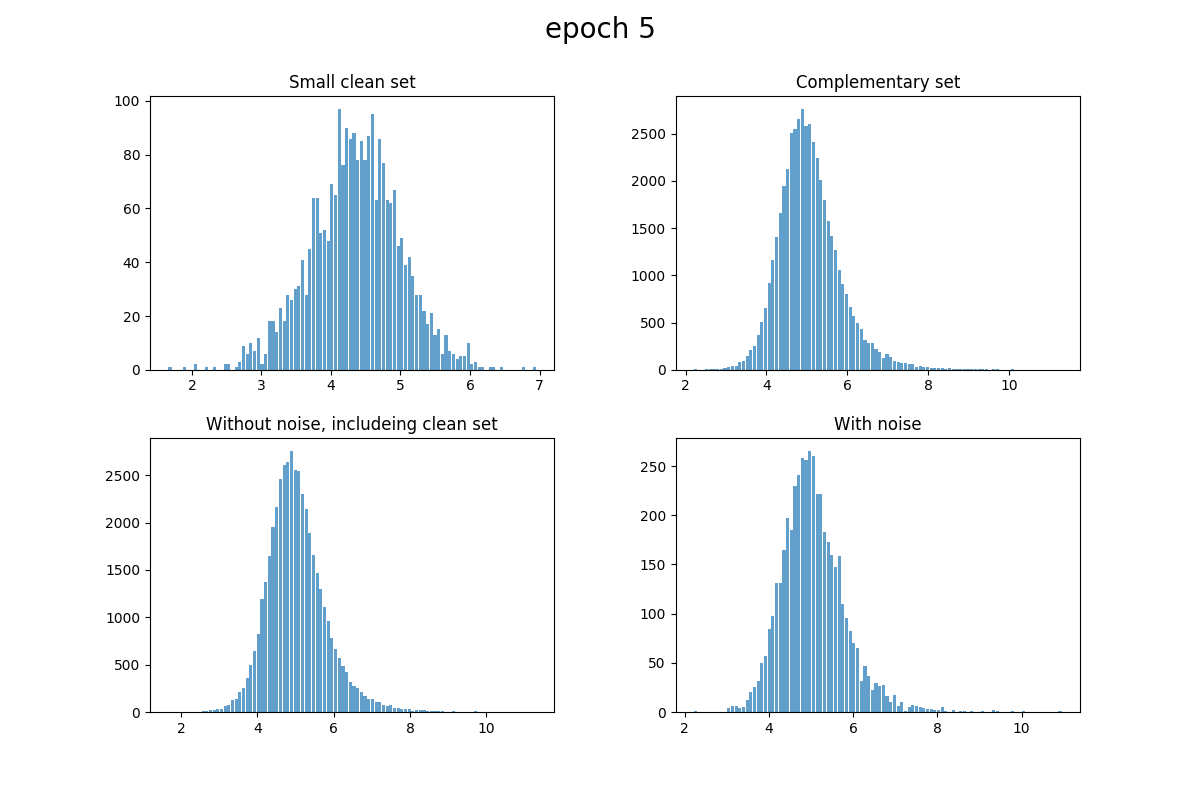 epoch 5
Small clean set
100
80
60
40
20
0
2 3 4 5 6 7
Complementary set
2500
2000
1500
1000
500
0
2 4 6 8 10
Without noise, includeing clean set
2500
2000
1500
1000
500
0
2 4 6 8 10
With noise
250
200
150
100
50
0
2 4 6 8 10